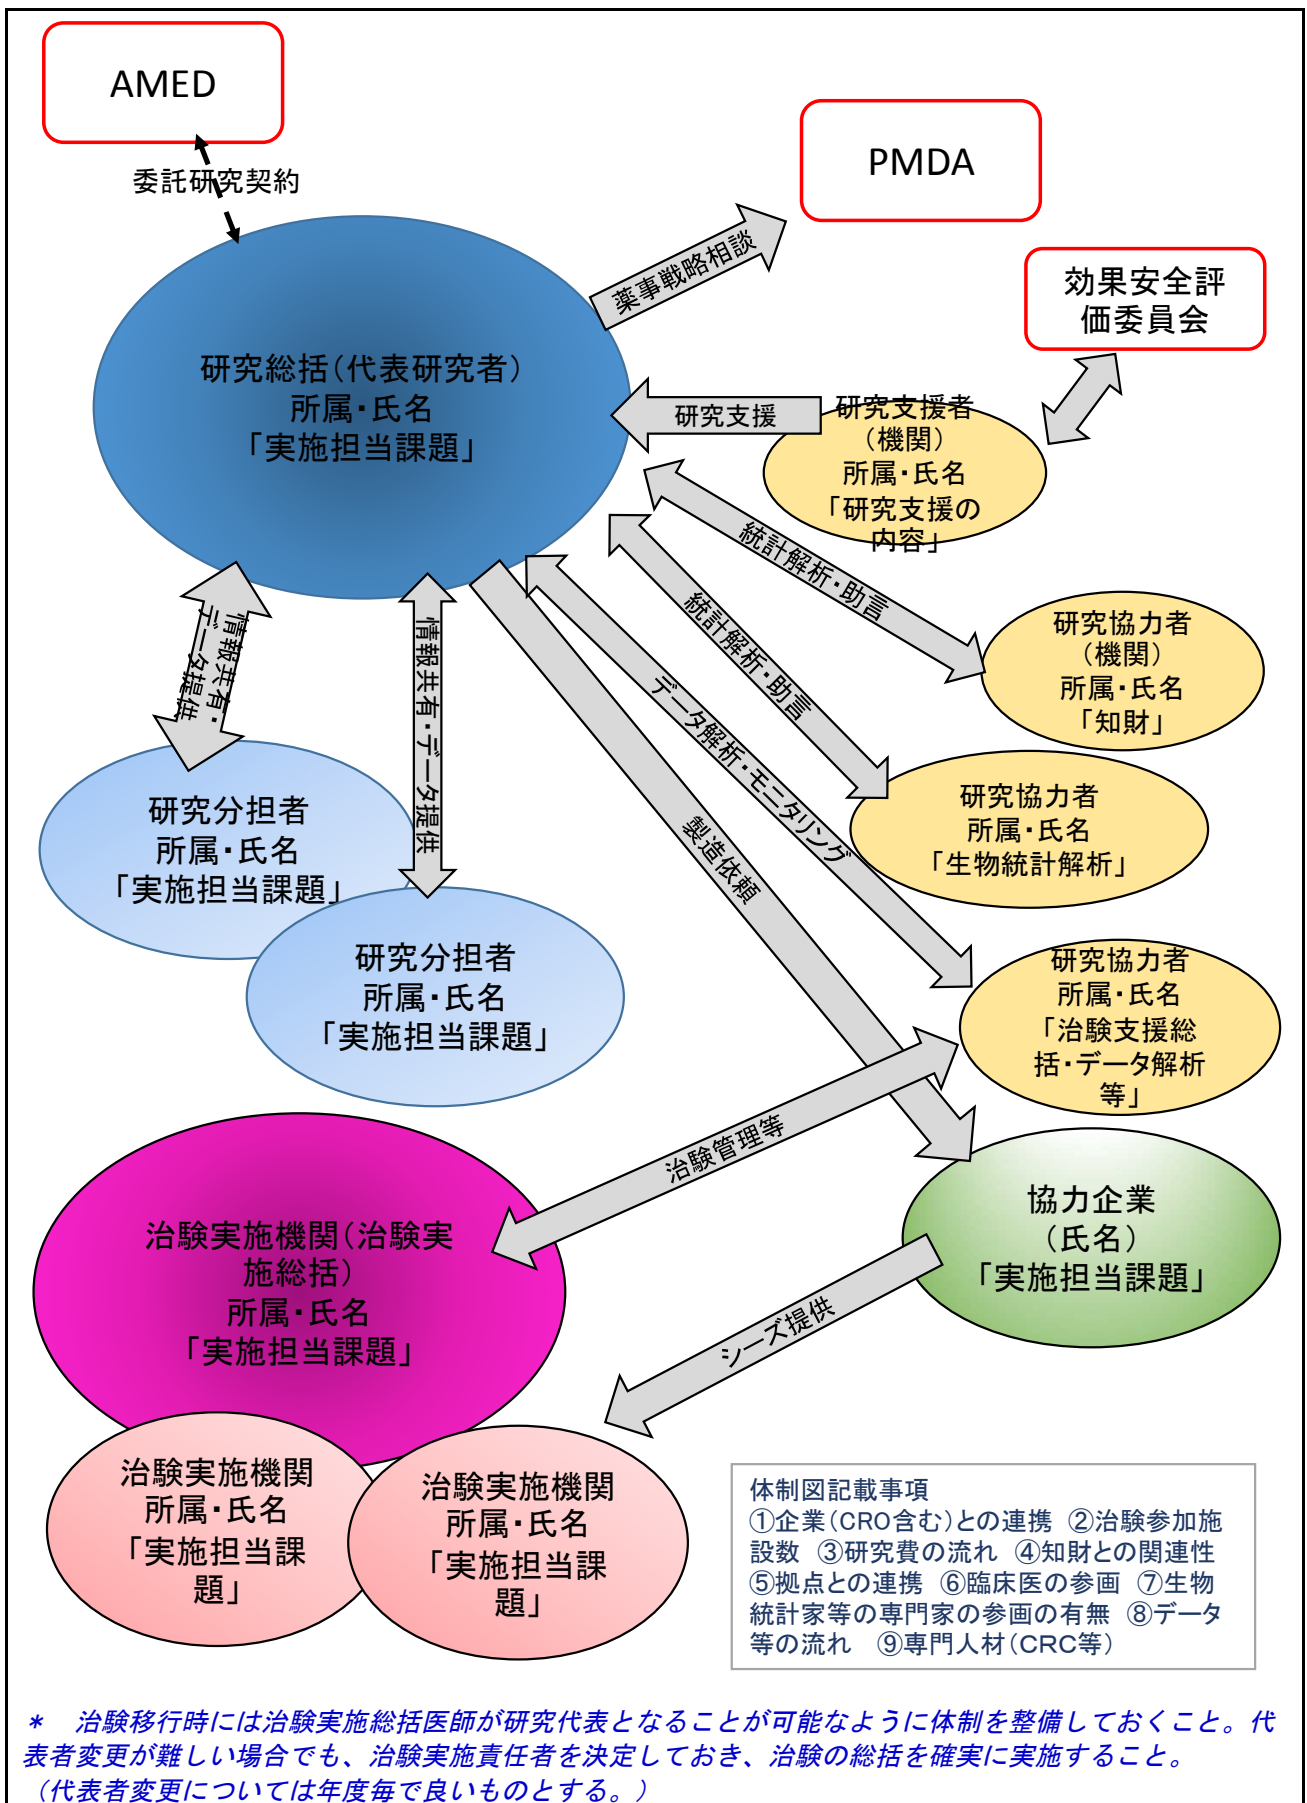 AMED
委託研究契約
PMDA
薬事戦略相談
効果安全評
価委員会
研究総括(代表研究者)
所属・氏名
「実施担当課題」
研究支援
研究支援者
(機関)
所属・氏名
「研究支援の
内容」
統計解析・助言
統計解析・助言
データ解析・モニタリング
製造依頼
情報共有・
データ提供
情報共有・データ提供
研究協力者
(機関)
所属・氏名
「知財」
研究協力者
所属・氏名
「生物統計解析」
研究分担者
所属・氏名
「実施担当課題」
研究分担者
所属・氏名
「実施担当課題」
研究協力者
所属・氏名
「治験支援総
括・データ解析
等」
治験管理等
協力企業
(氏名)
「実施担当課題」
シーズ提供
治験実施機関(治験実
施総括)
所属・氏名
「実施担当課題」
治験実施機関
所属・氏名
「実施担当課
題」
治験実施機関
所属・氏名
「実施担当課
題」
体制図記載事項
①企業(CRO含む)との連携 ②治験参加施
設数 ③研究費の流れ ④知財との関連性
⑤拠点との連携 ⑥臨床医の参画 ⑦生物
統計家等の専門家の参画の有無 ⑧データ
等の流れ ⑨専門人材(CRC等)
* 治験移行時には治験実施総括医師が研究代表となることが可能なように体制を整備しておくこと。代
表者変更が難しい場合でも、治験実施責任者を決定しておき、治験の総括を確実に実施すること。
(代表者変更については年度毎で良いものとする。)